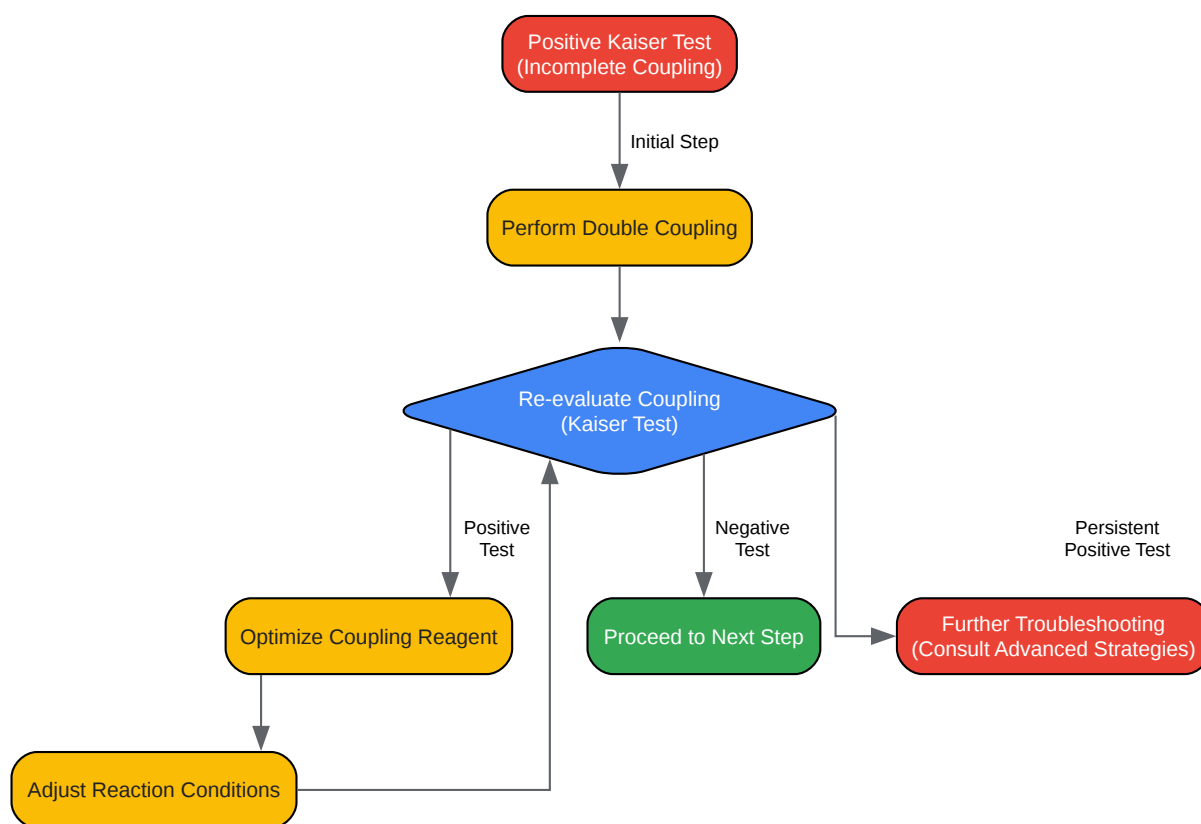 Positive Kaiser Test
(Incomplete Coupling)
Initial Step
Perform Double Coupling
Re-evaluate Coupling
(Kaiser Test)
Positive
Test
Negative
Test
Persistent
Positive Test
Optimize Coupling Reagent
Proceed to Next Step
Further Troubleshooting
(Consult Advanced Strategies)
Adjust Reaction Conditions